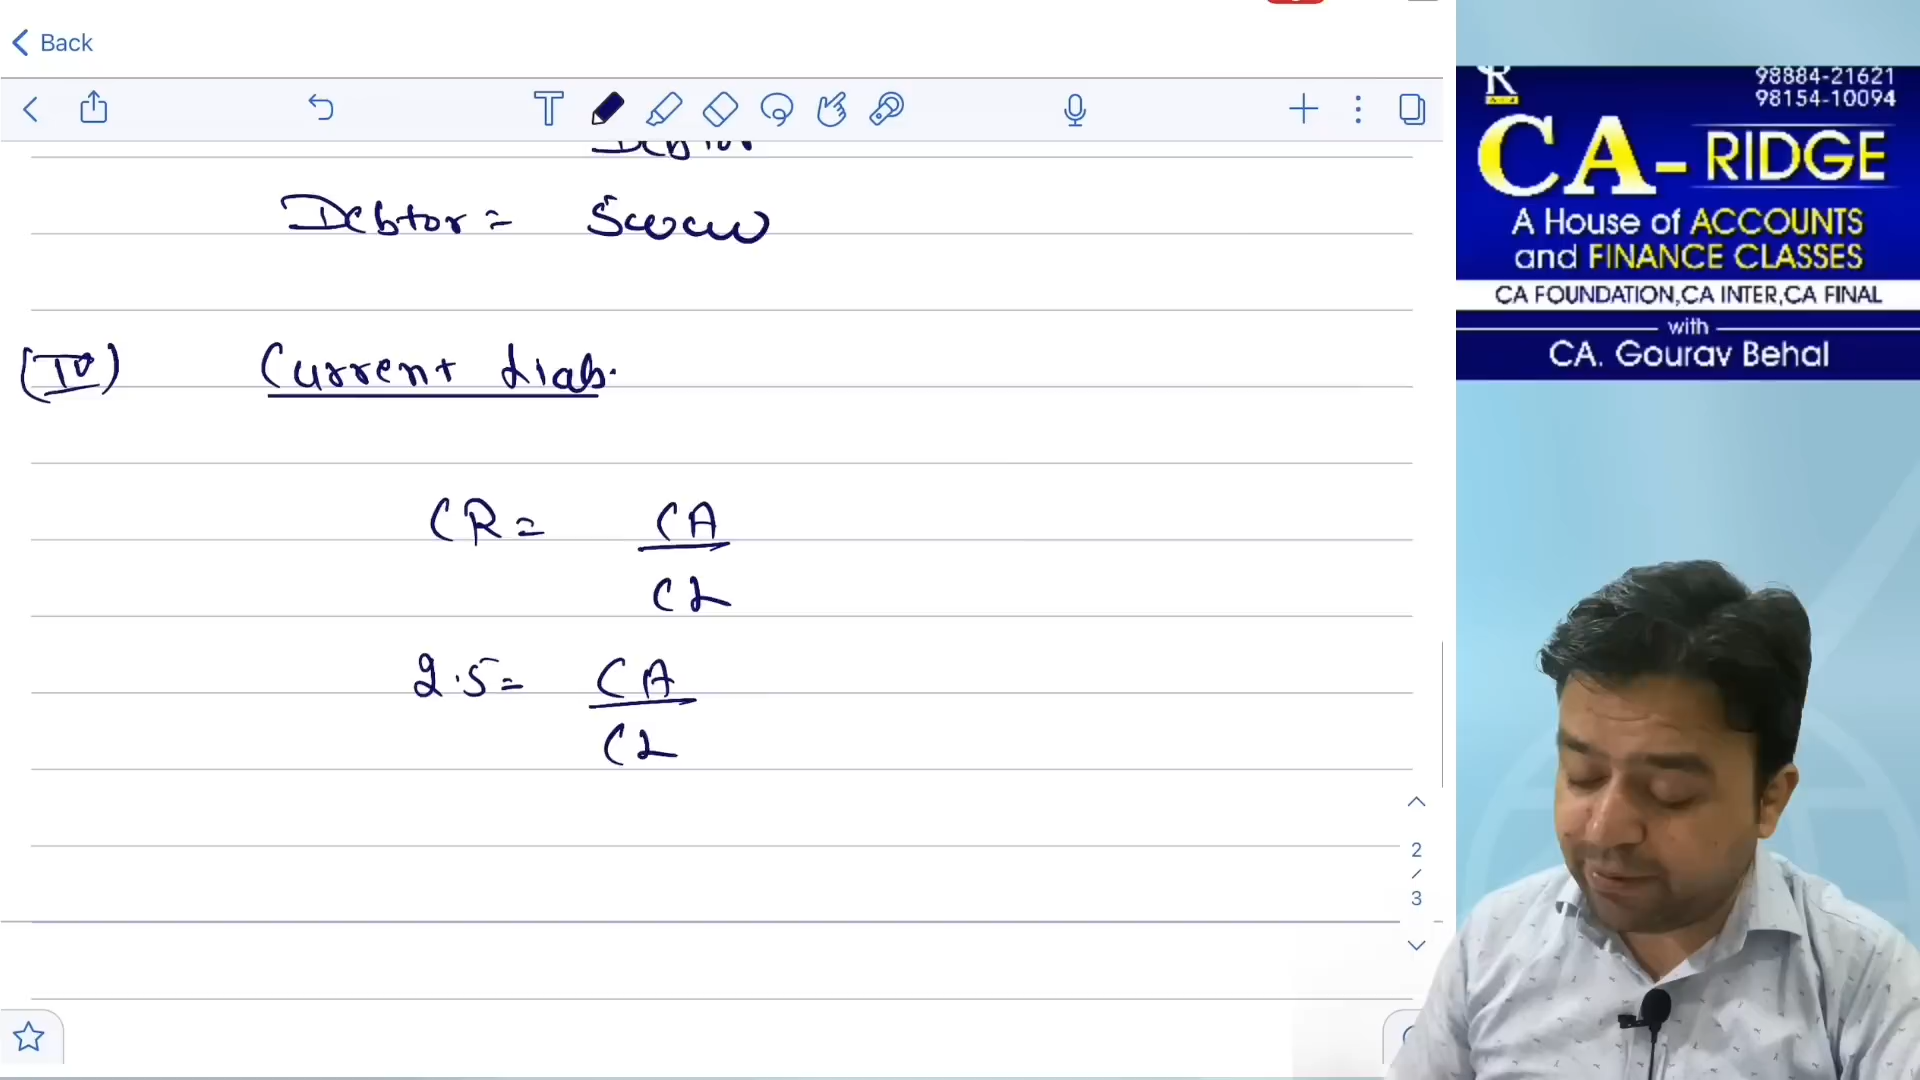 Back
98884-21621
98154-10094
CA-RIDGE
A House of ACCOUNTS
and FINANCE CLASSES
CA FOUNDATION,CA INTER,CA FINAL
with
CA. Gourav Behal
Debtor
Debtor = 500000
Current Liab.
CR = CA
CL
2.5 = CA
CL
2
/
3